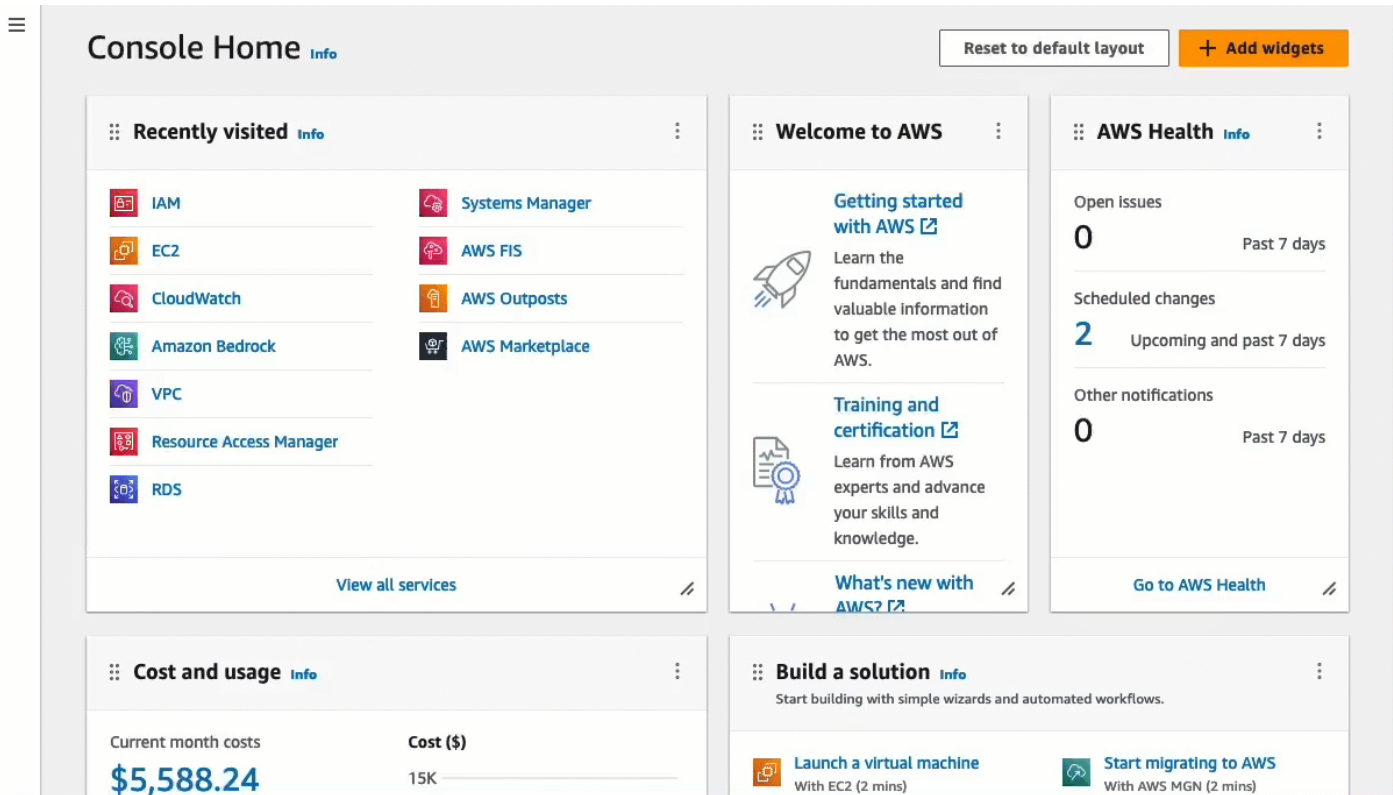 Console Home Info
Reset to default layout
+ Add widgets
Recently visited Info
IAM
EC2
CloudWatch
Amazon Bedrock
VPC
Resource Access Manager
RDS
Systems Manager
AWS FIS
AWS Outposts
AWS Marketplace
View all services
Welcome to AWS
Getting started
with AWS
Learn the
fundamentals and find
valuable information
to get the most out of
AWS.
Training and
certification
Learn from AWS
experts and advance
your skills and
knowledge.
What's new with
AWS?
AWS Health Info
Open issues
0 Past 7 days
Scheduled changes
2 Upcoming and past 7 days
Other notifications
0 Past 7 days
Go to AWS Health
Cost and usage Info
Current month costs
$5,588.24
Cost ($)
15K
Build a solution Info
Start building with simple wizards and automated workflows.
Launch a virtual machine
With EC2 (2 mins)
Start migrating to AWS
With AWS MGN (2 mins)